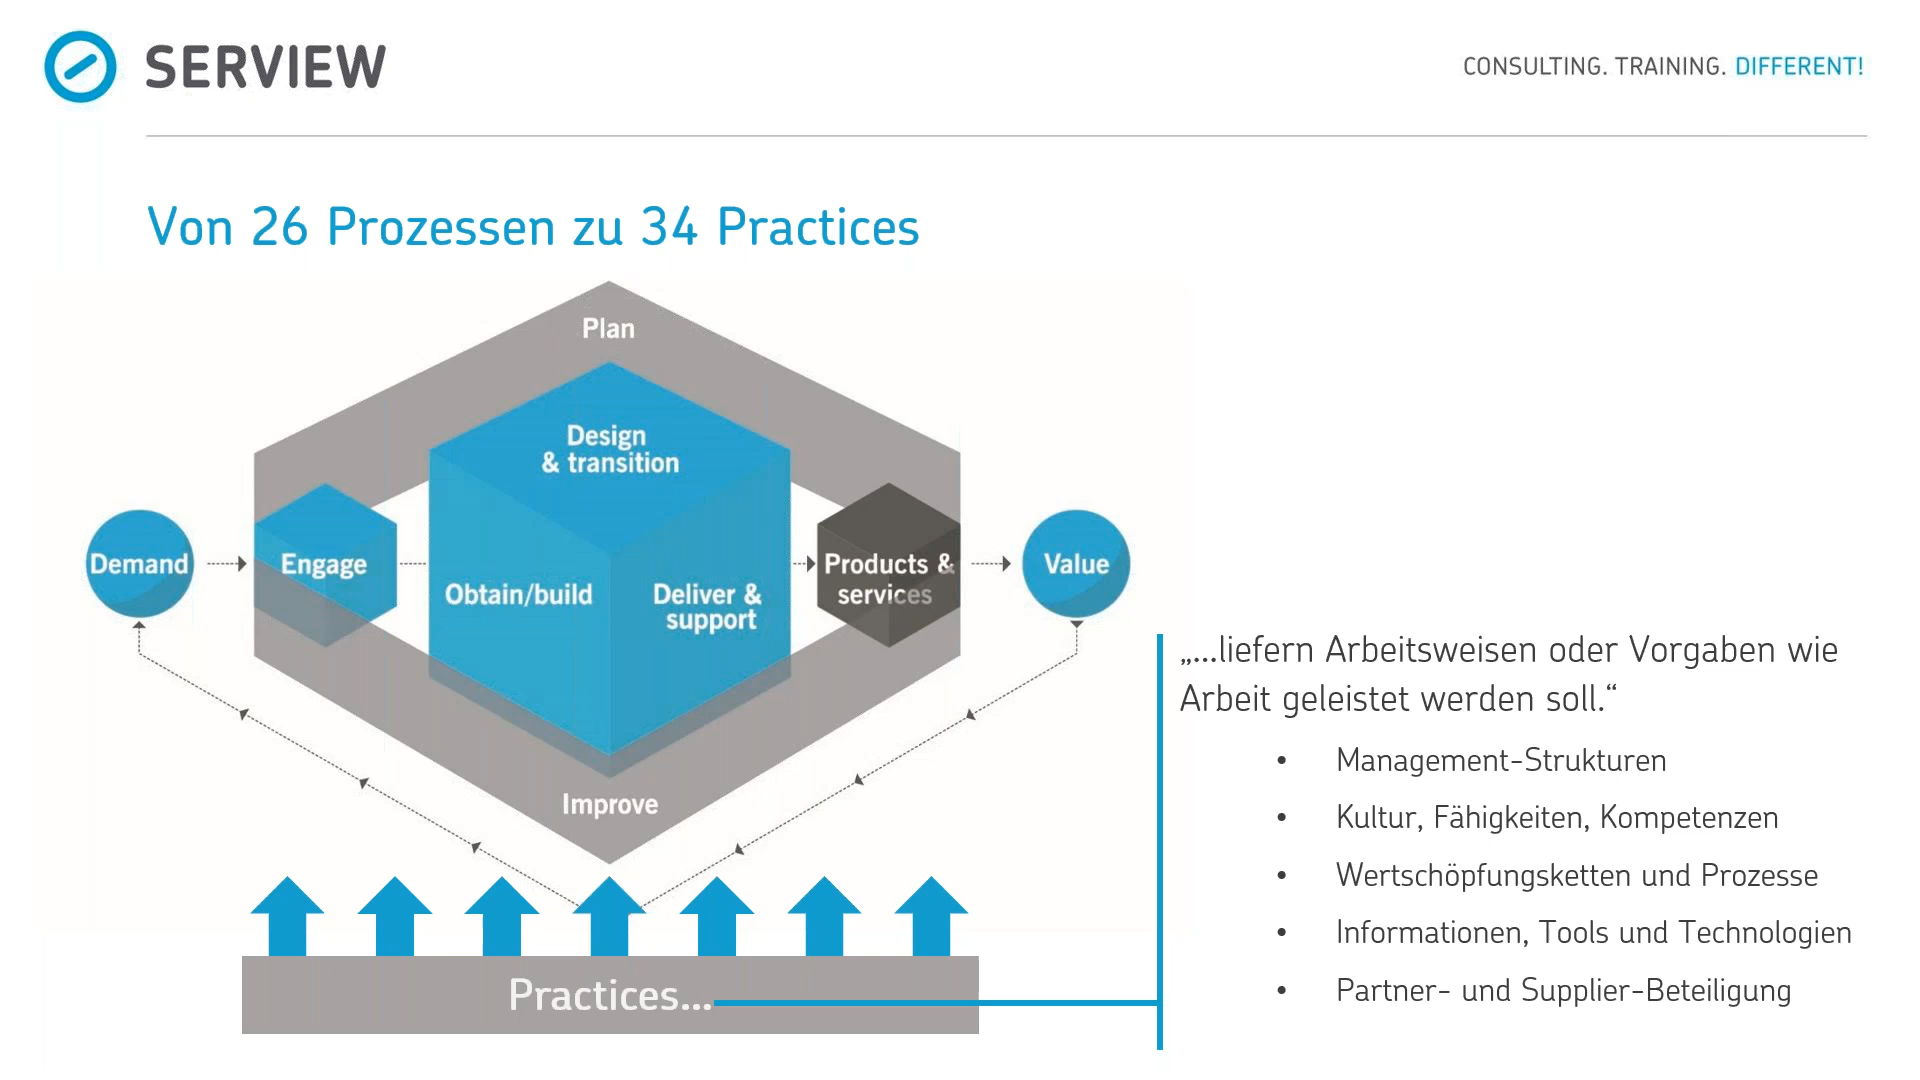 SERVIEW
CONSULTING. TRAINING. DIFFERENT!
Von 26 Prozessen zu 34 Practices
Plan
Design
& transition
Demand
Engage
Obtain/build
Deliver &
support
Products &
services
Value
Improve
Practices...
„...liefern Arbeitsweisen oder Vorgaben wie
Arbeit geleistet werden soll.“
• Management-Strukturen
• Kultur, Fähigkeiten, Kompetenzen
• Wertschöpfungsketten und Prozesse
• Informationen, Tools und Technologien
• Partner- und Supplier-Beteiligung